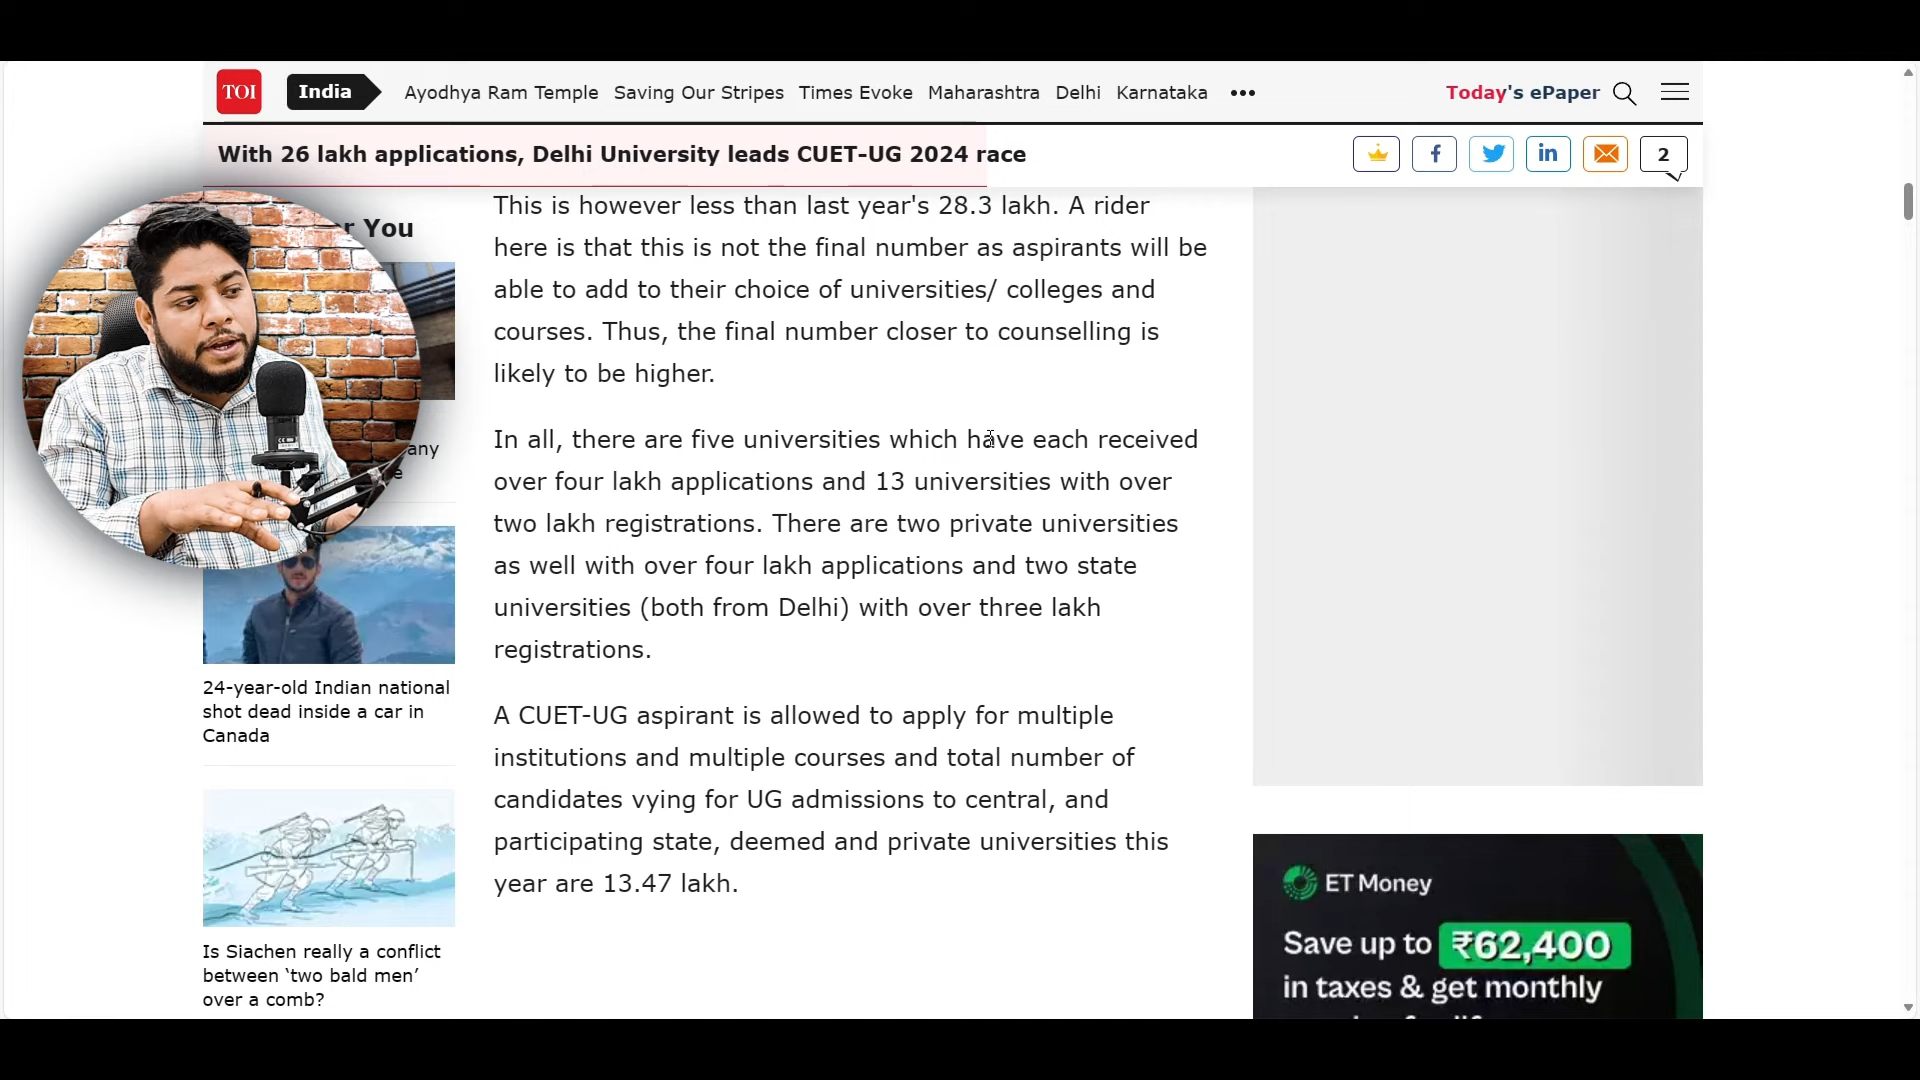 TOI
India
Ayodhya Ram Temple Saving Our Stripes Times Evoke Maharashtra Delhi Karnataka •••
Today's ePaper
With 26 lakh applications, Delhi University leads CUET-UG 2024 race
f
in
2
You
any
24-year-old Indian national
shot dead inside a car in
Canada
Is Siachen really a conflict
between ‘two bald men’
over a comb?
This is however less than last year's 28.3 lakh. A rider
here is that this is not the final number as aspirants will be
able to add to their choice of universities/ colleges and
courses. Thus, the final number closer to counselling is
likely to be higher.
In all, there are five universities which have each received
over four lakh applications and 13 universities with over
two lakh registrations. There are two private universities
as well with over four lakh applications and two state
universities (both from Delhi) with over three lakh
registrations.
A CUET-UG aspirant is allowed to apply for multiple
institutions and multiple courses and total number of
candidates vying for UG admissions to central, and
participating state, deemed and private universities this
year are 13.47 lakh.
ET Money
Save up to ₹62,400
in taxes & get monthly